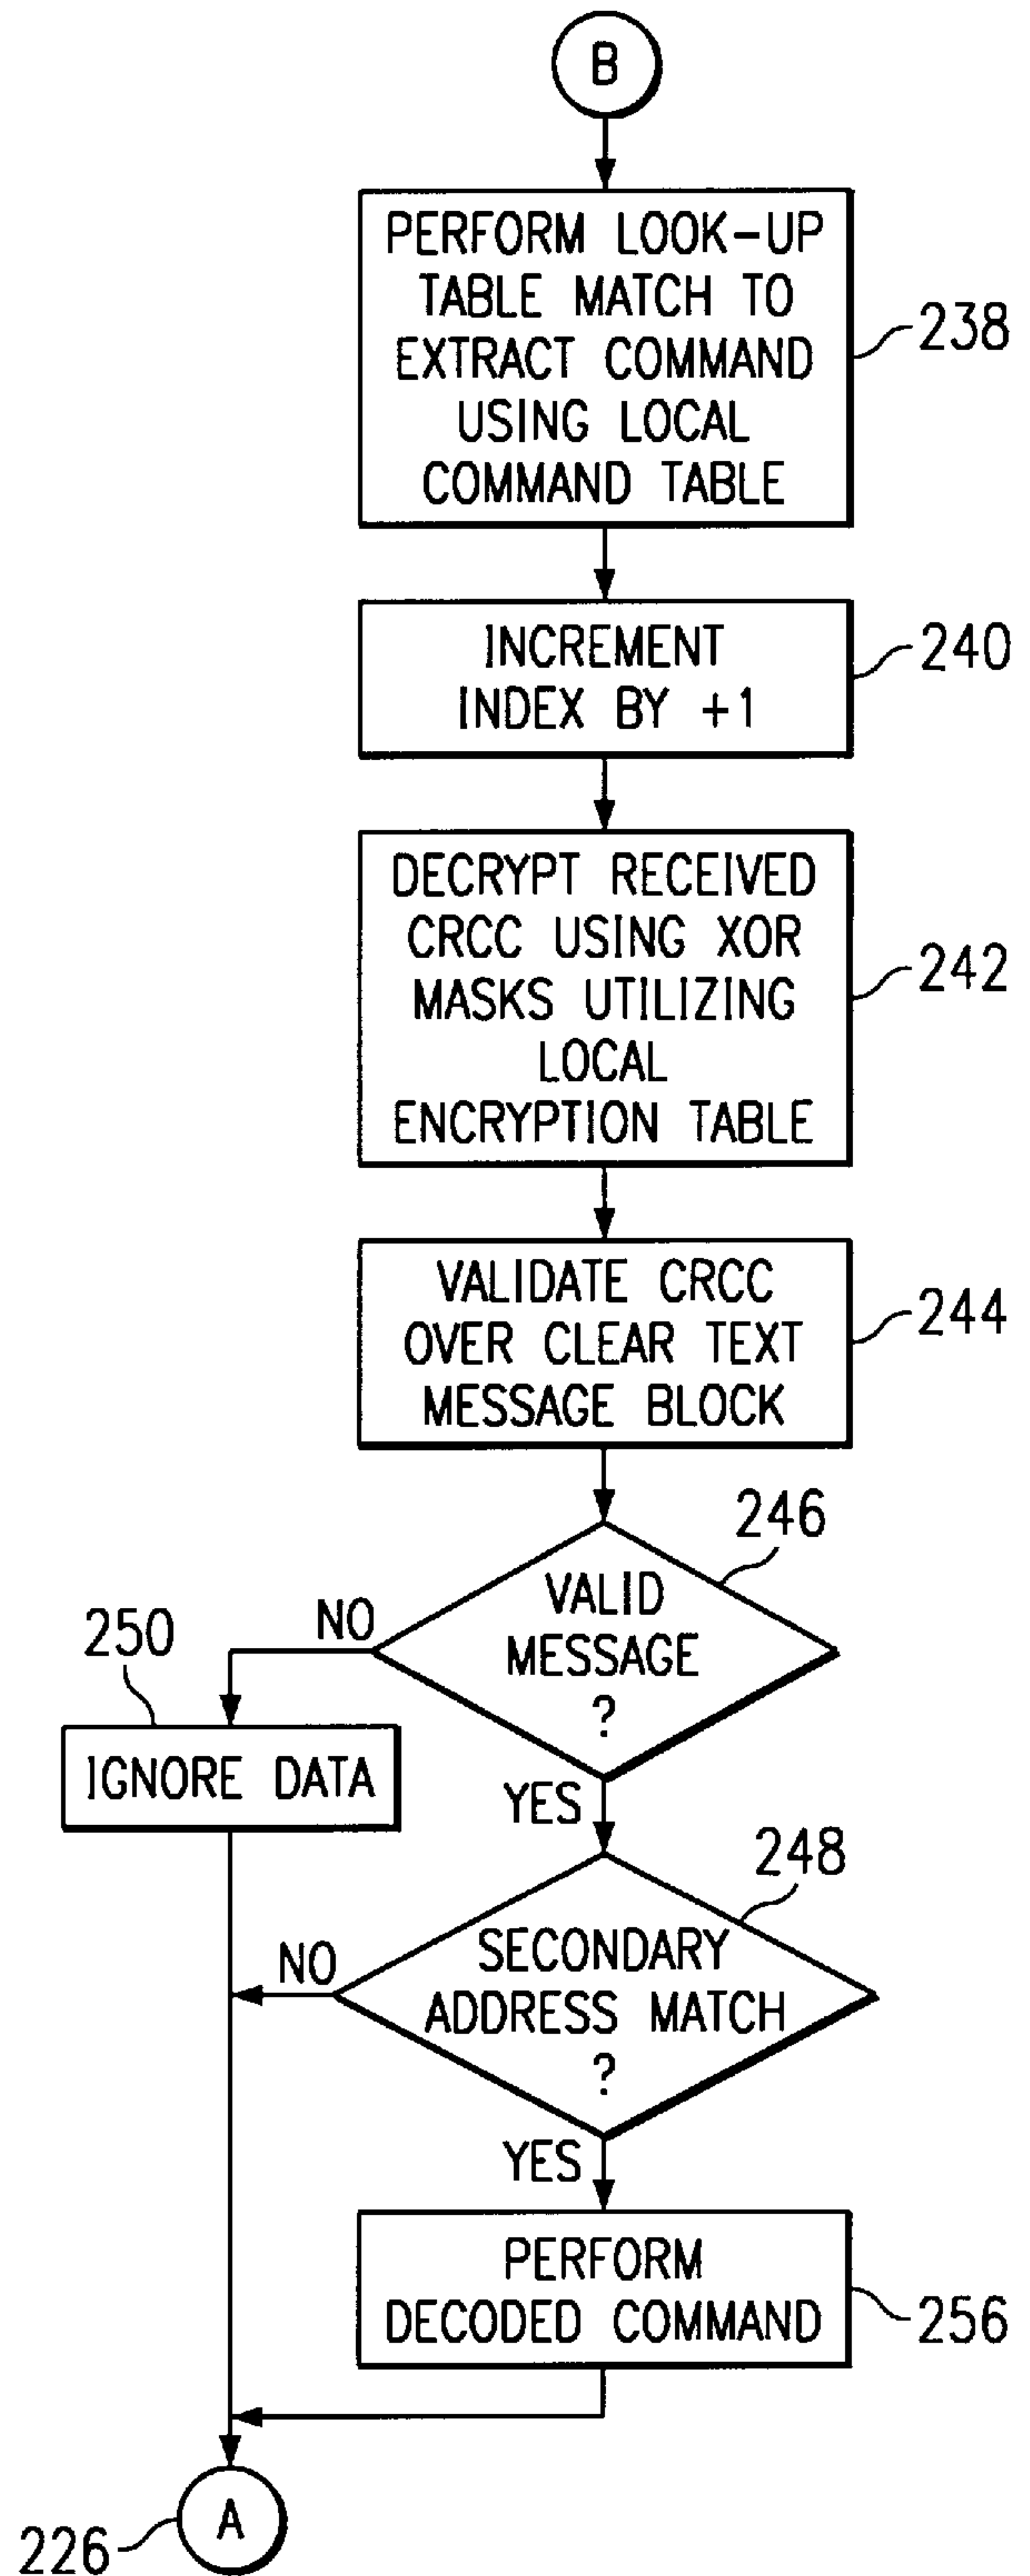 B
PERFORM LOOK-UP
TABLE MATCH TO
EXTRACT COMMAND
USING LOCAL
COMMAND TABLE
238
INCREMENT
INDEX BY +1
240
DECRYPT RECEIVED
CRCC USING XOR
MASKS UTILIZING
LOCAL
ENCRYPTION TABLE
242
VALIDATE CRCC
OVER CLEAR TEXT
MESSAGE BLOCK
244
246
VALID
MESSAGE
?
NO
250
IGNORE DATA
YES
248
SECONDARY
ADDRESS MATCH
?
NO
YES
PERFORM
DECODED COMMAND
256
A
226